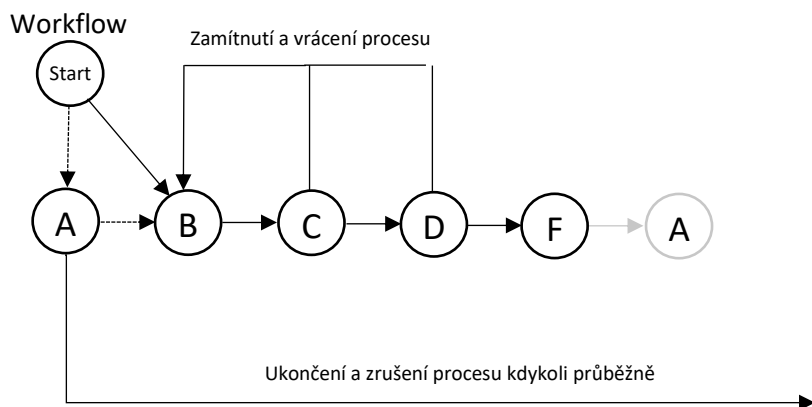 Workflow
Zamítnutí a vrácení procesu
Start
A
B
C
D
F
A
Ukončení a zrušení procesu kdykoli průběžně